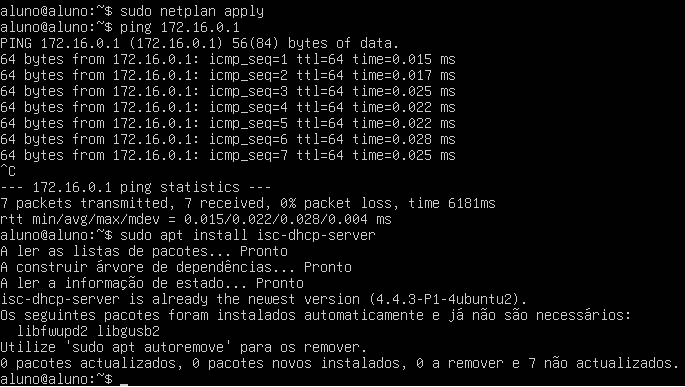 aluno@aluno:~$ sudo netplan apply
aluno@aluno:~$ ping 172.16.0.1
PING 172.16.0.1 (172.16.0.1) 56(84) bytes of data.
64 bytes from 172.16.0.1: icmp_seq=1 ttl=64 time=0.015 ms
64 bytes from 172.16.0.1: icmp_seq=2 ttl=64 time=0.017 ms
64 bytes from 172.16.0.1: icmp_seq=3 ttl=64 time=0.025 ms
64 bytes from 172.16.0.1: icmp_seq=4 ttl=64 time=0.022 ms
64 bytes from 172.16.0.1: icmp_seq=5 ttl=64 time=0.022 ms
64 bytes from 172.16.0.1: icmp_seq=6 ttl=64 time=0.028 ms
64 bytes from 172.16.0.1: icmp_seq=7 ttl=64 time=0.025 ms
^C
--- 172.16.0.1 ping statistics ---
7 packets transmitted, 7 received, 0% packet loss, time 6181ms
rtt min/avg/max/mdev = 0.015/0.022/0.028/0.004 ms
aluno@aluno:~$ sudo apt install isc-dhcp-server
A ler as listas de pacotes... Pronto
A construir árvore de dependências... Pronto
A ler a informação de estado... Pronto
isc-dhcp-server is already the newest version (4.4.3-P1-4ubuntu2).
Os seguintes pacotes foram instalados automaticamente e já não são necessários:
  libfwupd2 libgusb2
Utilize 'sudo apt autoremove' para os remover.
0 pacotes actualizados, 0 pacotes novos instalados, 0 a remover e 7 não actualizados.
aluno@aluno:~$ _